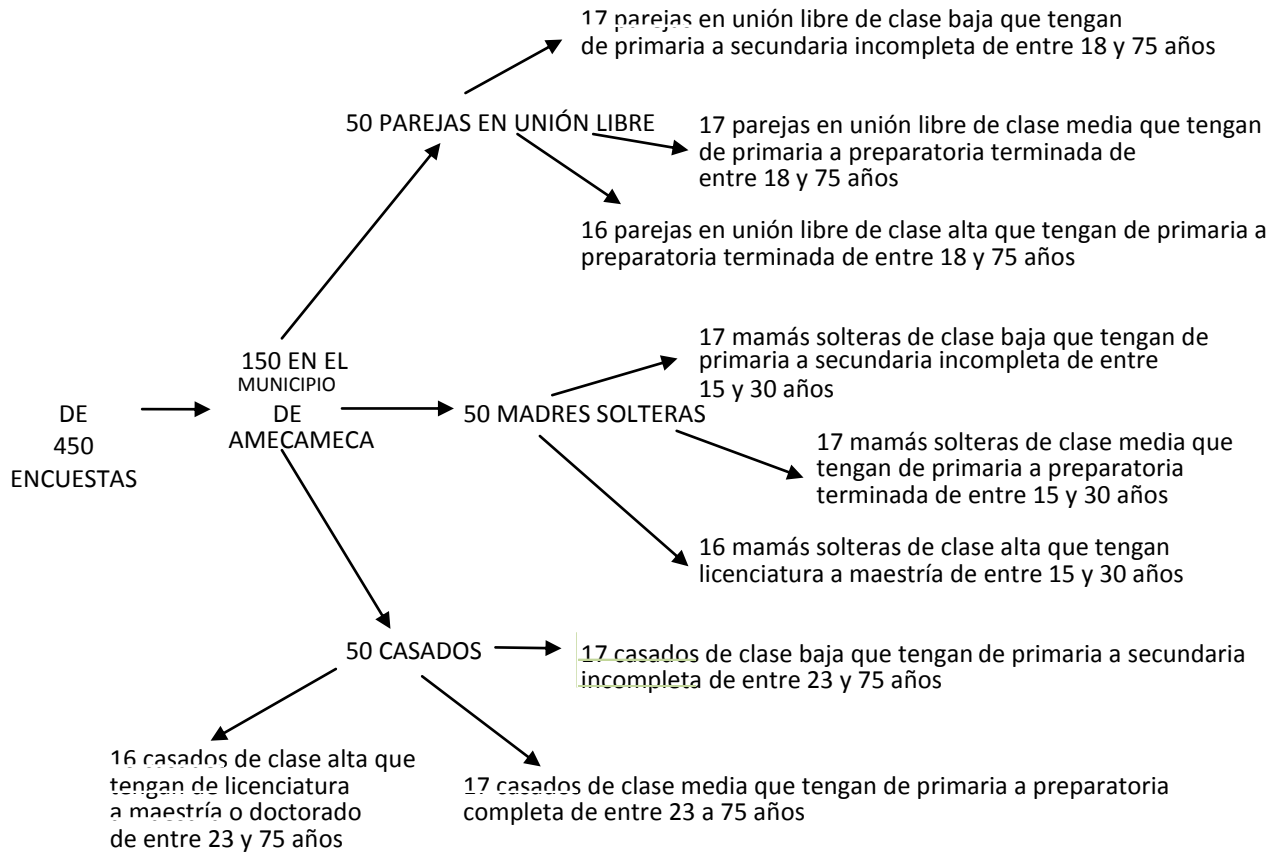 17 parejas en unión libre de clase baja que tengan
de primaria a secundaria incompleta de entre 18 y 75 años
50 PAREJAS EN UNIÓN LIBRE
17 parejas en unión libre de clase media que tengan
de primaria a preparatoria terminada de
entre 18 y 75 años
16 parejas en unión libre de clase alta que tengan de primaria a
preparatoria terminada de entre 18 y 75 años
DE
450
ENCUESTAS
150 EN EL
MUNICIPIO
DE
AMECAMECA
50 MADRES SOLTERAS
17 mamás solteras de clase baja que tengan de
primaria a secundaria incompleta de entre
15 y 30 años
17 mamás solteras de clase media que
tengan de primaria a preparatoria
terminada de entre 15 y 30 años
16 mamás solteras de clase alta que tengan
licenciatura a maestría de entre 15 y 30 años
50 CASADOS
17 casados de clase baja que tengan de primaria a secundaria
incompleta de entre 23 y 75 años
16 casados de clase alta que
tengan de licenciatura
a maestría o doctorado
de entre 23 y 75 años
17 casados de clase media que tengan de primaria a preparatoria
completa de entre 23 a 75 años